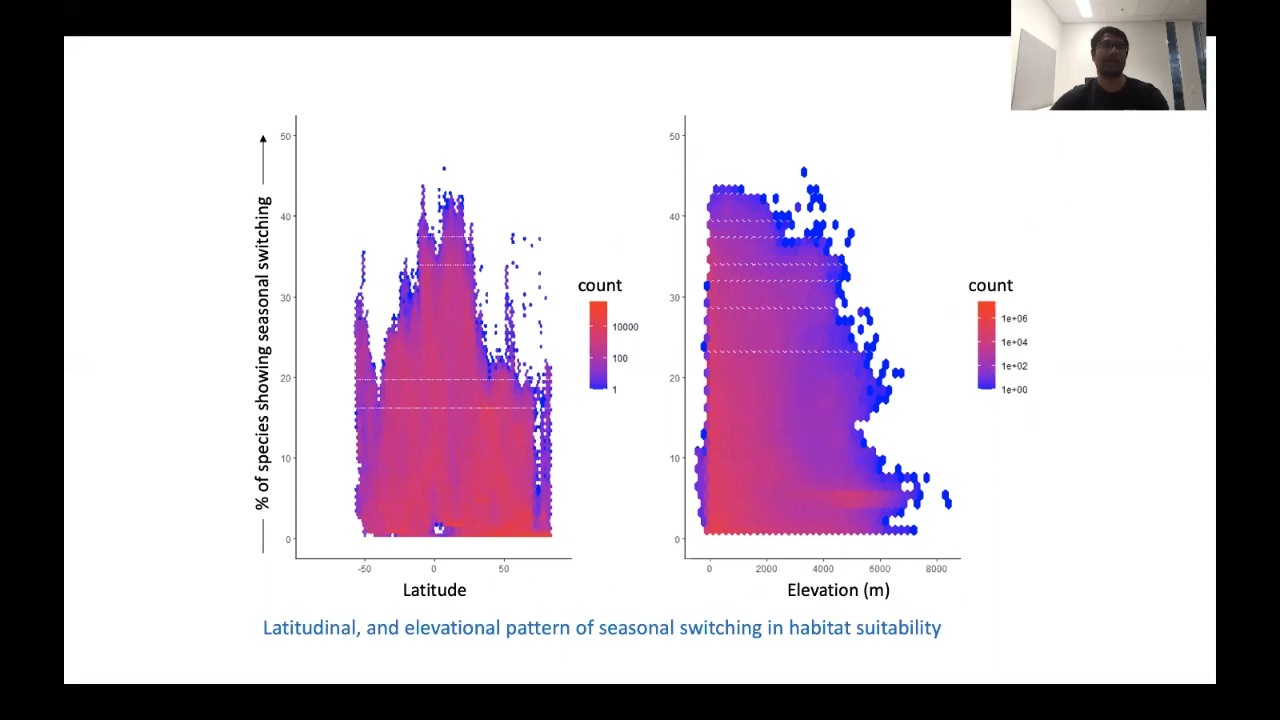 % of species showing seasonal switching
50
40
30
20
10
0
-50
0
50
Latitude
count
10000
100
1
50
40
30
20
10
0
0
2000
4000
6000
8000
Elevation (m)
count
1e+06
1e+04
1e+02
1e+00
Latitudinal, and elevational pattern of seasonal switching in habitat suitability